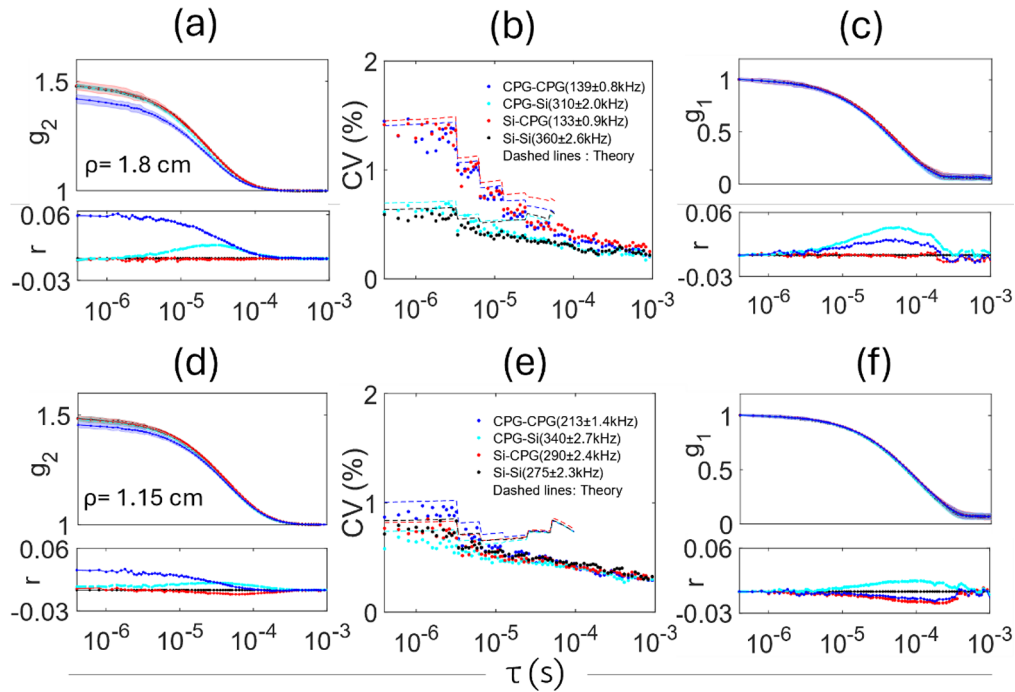 (a)
(b)
(c)
1.5
g2
1
ρ= 1.8 cm
0.06
r
-0.03
10-6
10-5
10-4
10-3
2
CV (%)
1
0
CPG-CPG(139±0.8kHz)
CPG-Si(310±2.0kHz)
Si-CPG(133±0.9kHz)
Si-Si(360±2.6kHz)
Dashed lines : Theory
10-6
10-5
10-4
10-3
1
g1
0.5
0
0.06
r
-0.03
10-6
10-5
10-4
10-3
(d)
(e)
(f)
1.5
g2
1
ρ= 1.15 cm
0.06
r
-0.03
10-6
10-5
10-4
10-3
2
CV (%)
1
0
CPG-CPG(213±1.4kHz)
CPG-Si(340±2.7kHz)
Si-CPG(290±2.4kHz)
Si-Si(275±2.3kHz)
Dashed lines: Theory
10-6
10-5
10-4
10-3
1
g1
0.5
0
0.06
r
-0.03
10-6
10-5
10-4
10-3
τ (s)